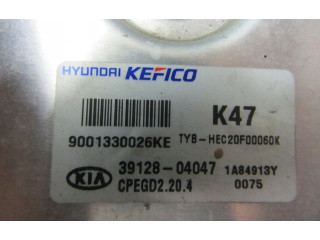 HYUNDAI KEFICO
K47
9001330026KE TYB-HEC20F00060K
KIA 39128-04047 1A84913Y
CPEGD2.20.4 0075